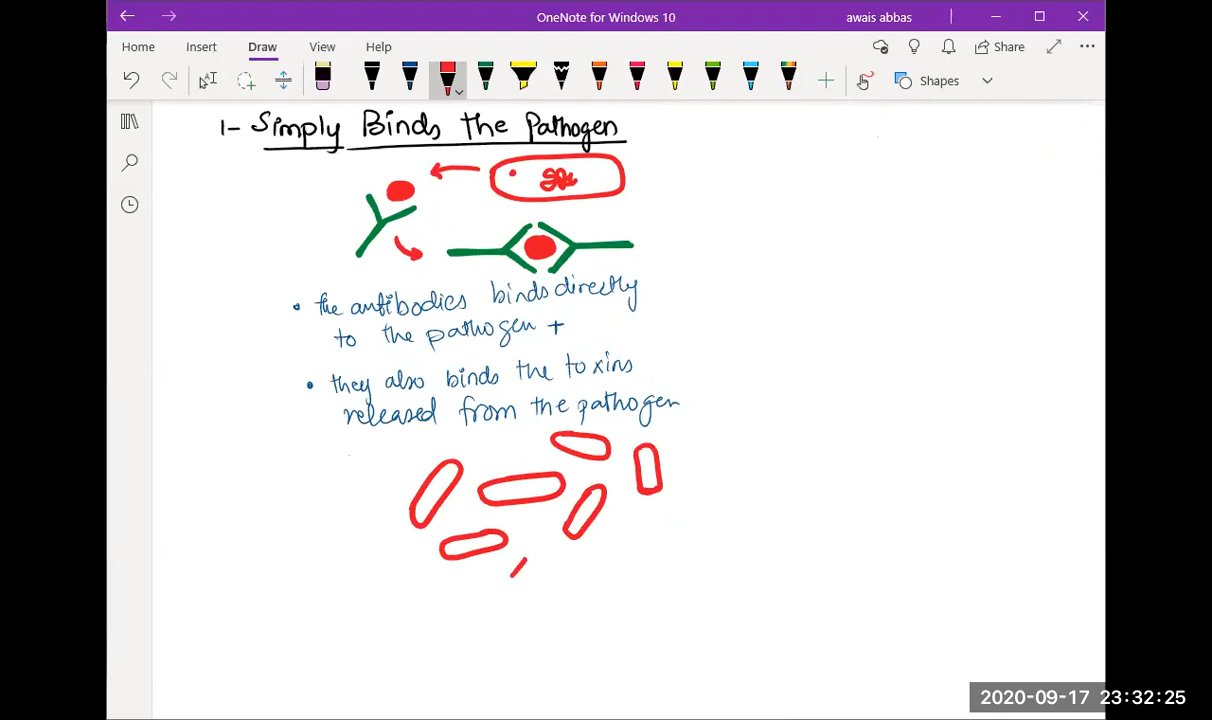 OneNote for Windows 10
awais abbas
Home Insert Draw View Help
Share
Shapes
1- Simply Binds the Pathogen
• the antibodies binds directly
to the pathogen +
• they also binds the toxins
released from the pathogen
2020-09-17 23:32:25